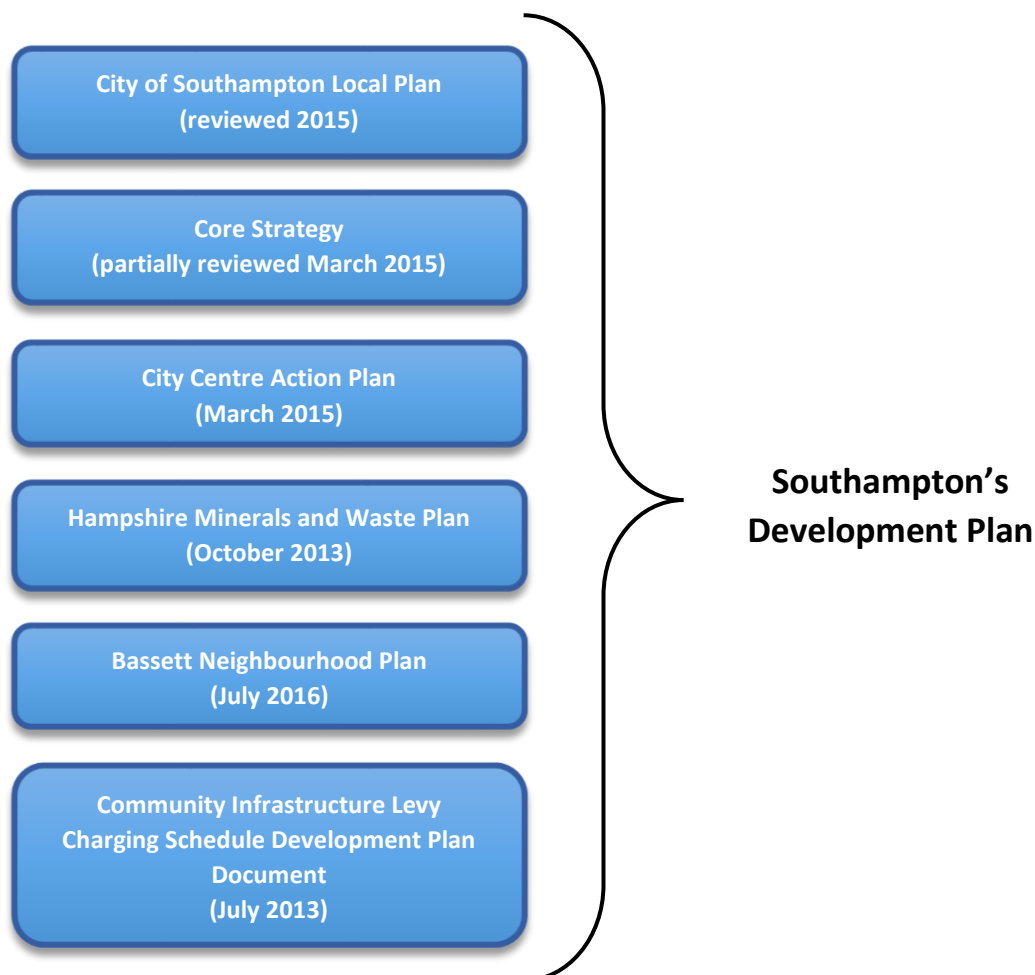 City of Southampton Local Plan
(reviewed 2015)
Core Strategy
(partially reviewed March 2015)
City Centre Action Plan
(March 2015)
Hampshire Minerals and Waste Plan
(October 2013)
Bassett Neighbourhood Plan
(July 2016)
Community Infrastructure Levy
Charging Schedule Development Plan
Document
(July 2013)
Southampton’s
Development Plan